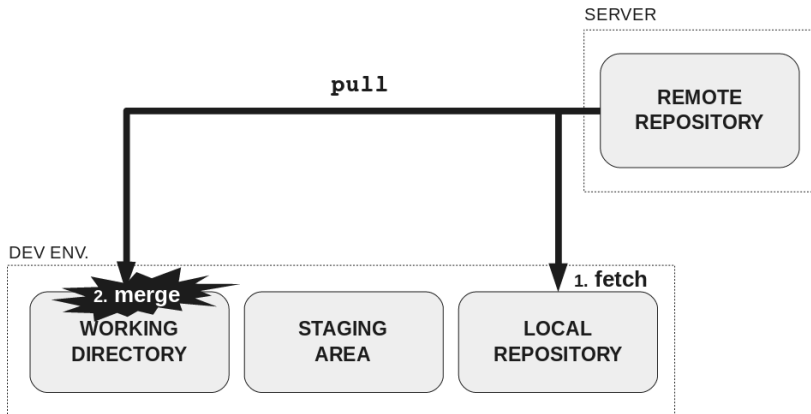 SERVER
pull
REMOTE
REPOSITORY
DEV ENV.
1. fetch
2. merge
WORKING
DIRECTORY
STAGING
AREA
LOCAL
REPOSITORY